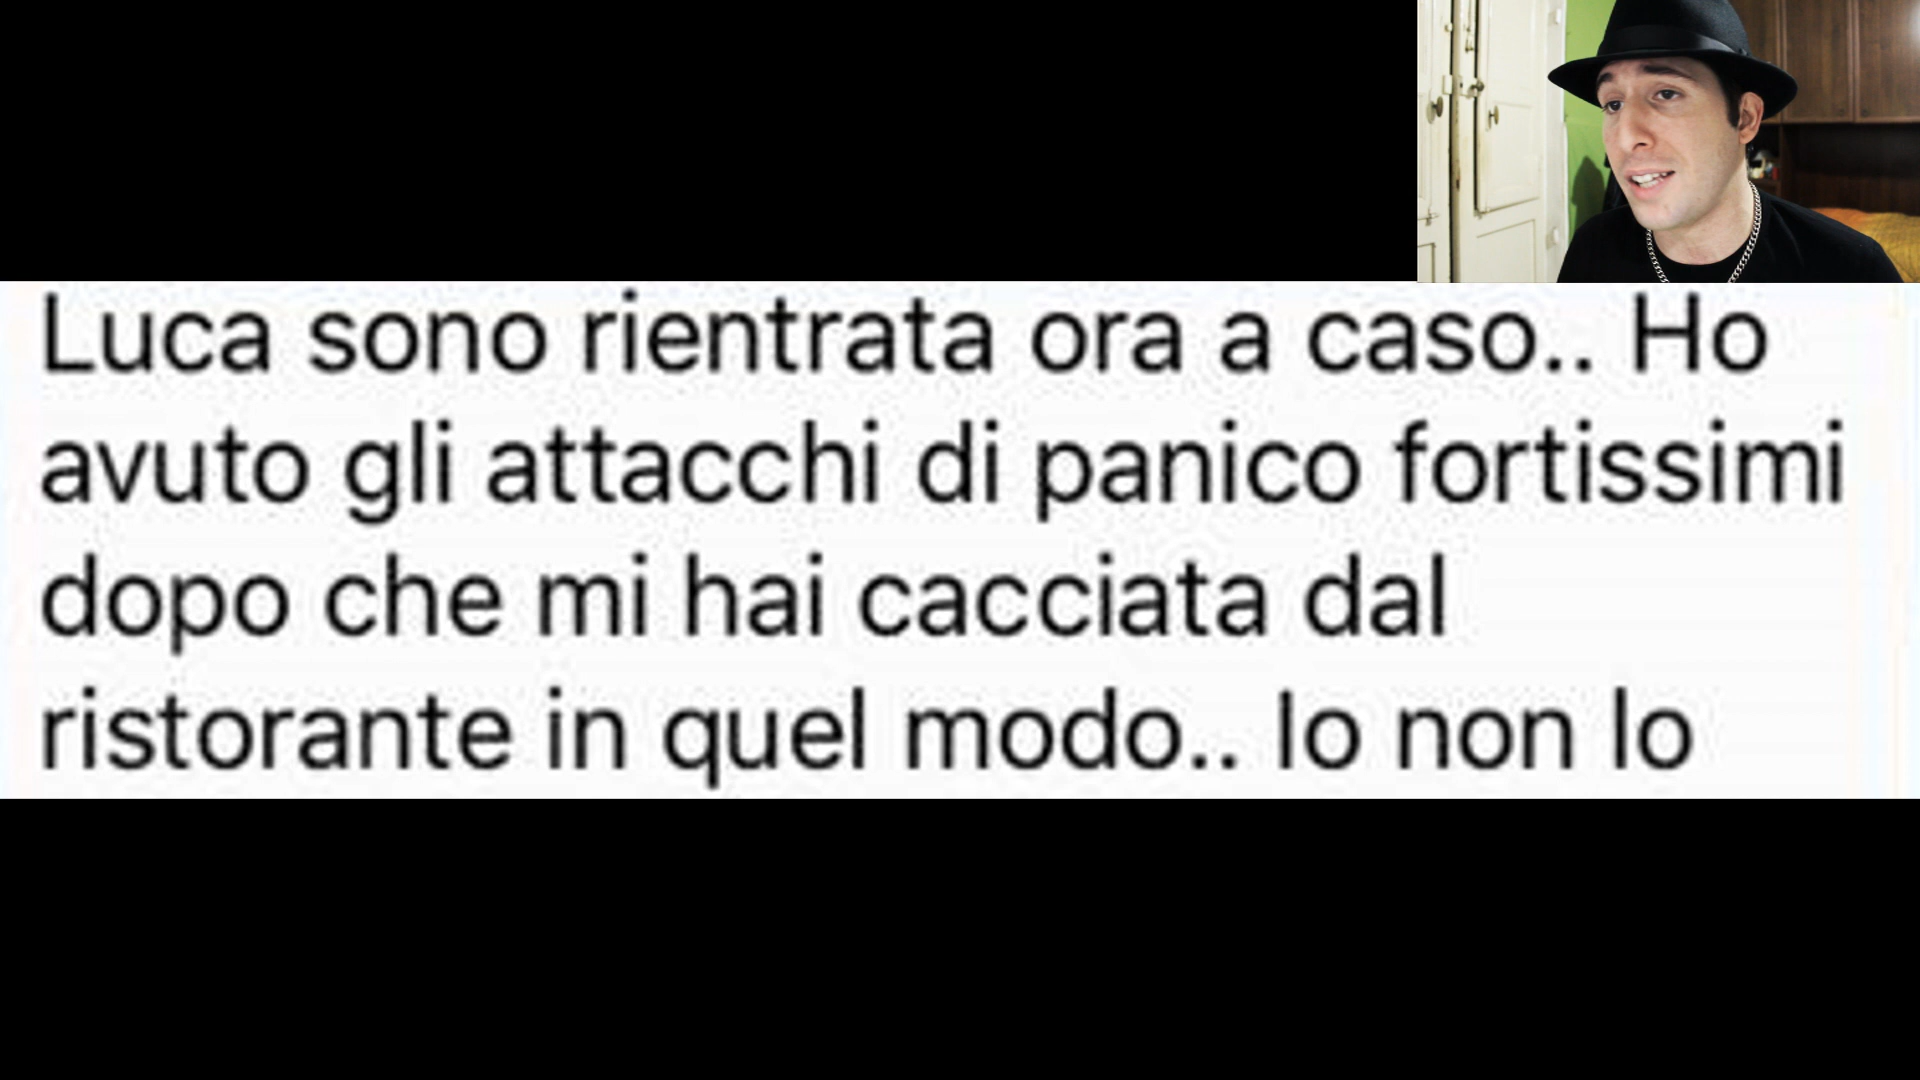 Luca sono rientrata ora a caso.. Ho
avuto gli attacchi di panico fortissimi
dopo che mi hai cacciata dal
ristorante in quel modo.. Io non lo